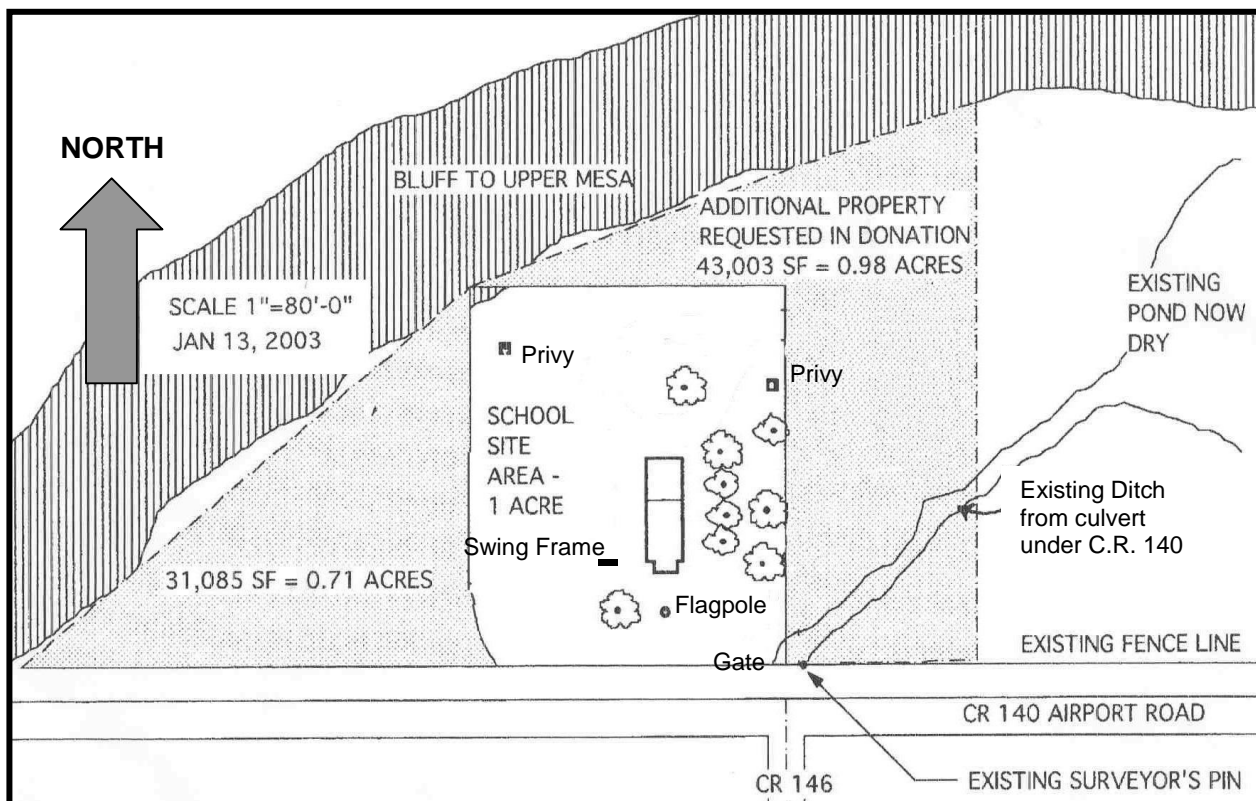 NORTH
BLUFF TO UPPER MESA
ADDITIONAL PROPERTY
REQUESTED IN DONATION
43,003 SF = 0.98 ACRES
SCALE 1"=80'-0"
JAN 13, 2003
EXISTING
POND NOW
DRY
Privy
Privy
SCHOOL
SITE
AREA -
1 ACRE
Existing Ditch
from culvert
under C.R. 140
Swing Frame
31,085 SF = 0.71 ACRES
Flagpole
Gate
EXISTING FENCE LINE
CR 140 AIRPORT ROAD
CR 146
EXISTING SURVEYOR'S PIN